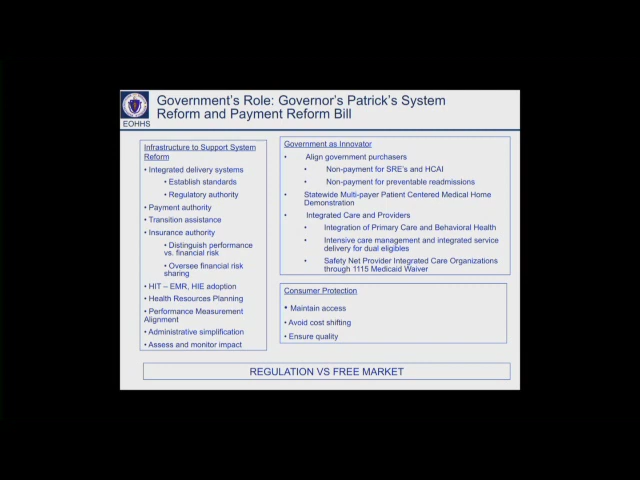 Government's Role: Governor's Patrick's System
Reform and Payment Reform Bill
EOHHS
Infrastructure to Support System
Reform
• Integrated delivery systems
• Establish standards
• Regulatory authority
• Payment authority
• Transition assistance
• Insurance authority
• Distinguish performance
vs. financial risk
• Oversee financial risk
sharing
• HIT – EMR, HIE adoption
• Health Resources Planning
• Performance Measurement
Alignment
• Administrative simplification
• Assess and monitor impact
Government as Innovator
• Align government purchasers
• Non-payment for SRE's and HCAI
• Non-payment for preventable readmissions
• Statewide Multi-payer Patient Centered Medical Home
Demonstration
• Integrated Care and Providers
• Integration of Primary Care and Behavioral Health
• Intensive care management and integrated service
delivery for dual eligibles
• Safety Net Provider Integrated Care Organizations
through 1115 Medicaid Waiver
Consumer Protection
• Maintain access
• Avoid cost shifting
• Ensure quality
REGULATION VS FREE MARKET